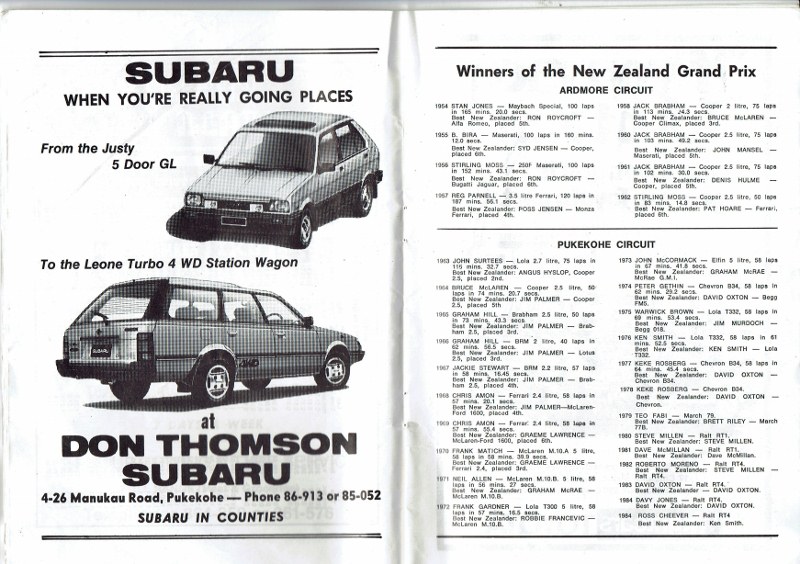 SUBARU
WHEN YOU'RE REALLY GOING PLACES
From the Justy
5 Door GL
To the Leone Turbo 4 WD Station Wagon
SUBARU
4WD
at
DON THOMSON
SUBARU
4-26 Manukau Road, Pukekohe — Phone 86-913 or 85-052
SUBARU IN COUNTIES
Winners of the New Zealand Grand Prix
ARDMORE CIRCUIT
1954 STAN JONES — Maybach Special, 100 laps
in 165 mins. 20.0 secs.
Best New Zealander: RON ROYCROFT —
Alfa Romeo, placed 5th.
1955 B. BIRA — Maserati, 100 laps in 160 mins.
12.0 secs.
Best New Zealander: SYD JENSEN — Cooper,
placed 6th.
1956 STIRLING MOSS — 250F Maserati, 100 laps
in 152 mins. 43.1 secs.
Best New Zealander: RON ROYCROFT —
Bugatti Jaguar, placed 6th.
1957 REG PARNELL — 3.5 litre Ferrari, 120 laps in
187 mins. 55.1 secs.
Best New Zealander: POSS JENSEN — Monza
Ferrari, placed 4th.
1958 JACK BRABHAM — Cooper 2 litre, 75 laps
in 113 mins. 24.3 secs.
Best New Zealander: BRUCE McLAREN —
Cooper Climax, placed 3rd.
1960 JACK BRABHAM — Cooper 2.5 litre, 75 laps
in 103 mins. 49.2 secs.
Best New Zealander: JOHN MANSEL —
Maserati, placed 5th.
1961 JACK BRABHAM — Cooper 2.5 litre, 75 laps
in 102 mins. 30.0 secs.
Best New Zealander: DENIS HULME —
Cooper, placed 5th.
1962 STIRLING MOSS — Cooper 2.5 litre, 50 laps
in 83 mins. 14.8 secs.
Best New Zealander: PAT HOARE — Ferrari,
placed 6th.
PUKEKOHE CIRCUIT
1963 JOHN SURTEES — Lola 2.7 litre, 75 laps in
115 mins. 32.7 secs.
Best New Zealander: ANGUS HYSLOP, Cooper
2.5, placed 2nd.
1964 BRUCE McLAREN — Cooper 2.5 litre, 50
laps in 74 mins. 20.7 secs.
Best New Zealander: JIM PALMER — Cooper
2.5, placed 5th
1965 GRAHAM HILL — Brabham 2.5 litre, 50 laps
in 73 mins. 43.3 secs.
Best New Zealander: JIM PALMER — Brab-
ham 2.5, placed 3rd.
1966 GRAHAM HILL — BRM 2 litre, 40 laps in
62 mins. 56.5 secs.
Best New Zealander: JIM PALMER — Lotus
2.5, placed 3rd.
1967 JACKIE STEWART — BRM 2.2 litre, 57 laps
in 58 mins. 16.45 secs.
Best New Zealander: JIM PALMER — Brab-
ham 2.5, placed 4th.
1968 CHRIS AMON — Ferrari 2.4 litre, 58 laps in
57 mins. 20.1 secs.
Best New Zealander: JIM PALMER—McLaren-
Ford 1600, placed 4th.
1969 CHRIS AMON — Ferrari 2.4 litre, 58 laps in
57 mins. 55.4 secs.
Best New Zealander: GRAEME LAWRENCE —
McLaren-Ford 1600, placed 6th.
1970 FRANK MATICH — McLaren M.10-A 5 litre,
58 laps in 58 mins. 39.9 secs.
Best New Zealander: GRAEME LAWRENCE —
Ferrari 2.4, placed 3rd.
1971 NEIL ALLEN — McLaren M.10.B. 5 litre, 58
laps in 56 mins. 27 secs.
Best New Zealander: GRAHAM McRAE —
McLaren M.10.B.
1972 FRANK GARDNER — Lola T300 5 litre, 58
laps in 57 mins. 16.5 secs.
Best New Zealander: ROBBIE FRANCEVIC —
McLaren M.10.B.
1973 JOHN McCORMACK — Elfin 5 litre, 58 laps
in 67 mins. 41.6 secs.
Best New Zealander: GRAHAM McRAE —
McRae G.M.I.
1974 PETER GETHIN — Chevron B34, 58 laps in
62 mins. 29.2 secs.
Best New Zealander: DAVID OXTON — Begg
FM5.
1975 WARWICK BROWN — Lola T332, 58 laps in
69 mins. 53.4 secs.
Best New Zealander: JIM MURDOCH —
Begg 018.
1976 KEN SMITH — Lola T332, 58 laps in 61
mins. 52.5 secs.
Best New Zealander: KEN SMITH — Lola
T332.
1977 KEKE ROSBERG — Chevron B34, 58 laps in
64 mins. 45.4 secs.
Best New Zealander: DAVID OXTON —
Chevron B34.
1978 KEKE ROSBERG — Chevron B34.
Best New Zealander: DAVID OXTON —
Chevron.
1979 TEO FABI — March 79.
Best New Zealander: BRETT RILEY — March
77B.
1980 STEVE MILLEN — Ralt RT1.
Best New Zealander: STEVE MILLEN.
1981 DAVE McMILLAN — Ralt RT1.
Best New Zealander: Dave McMillan.
1982 ROBERTO MORENO — Ralt RT4.
Best New Zealander: STEVE MILLEN —
Ralt RT4.
1983 DAVID OXTON — Ralt RT4.
Best New Zealander — DAVID OXTON.
1984 DAVY JONES — Ralt RT4.
Best New Zealander: DAVID OXTON.
1984 ROSS CHEEVER — Ralt RT4
Best New Zealander: Ken Smith.